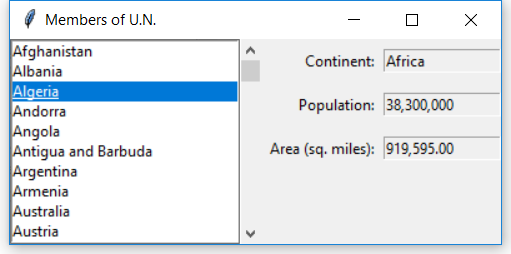 Members of U.N.
Afghanistan
Albania
Algeria
Andorra
Angola
Antigua and Barbuda
Argentina
Armenia
Australia
Austria
Continent: Africa
Population: 38,300,000
Area (sq. miles): 919,595.00